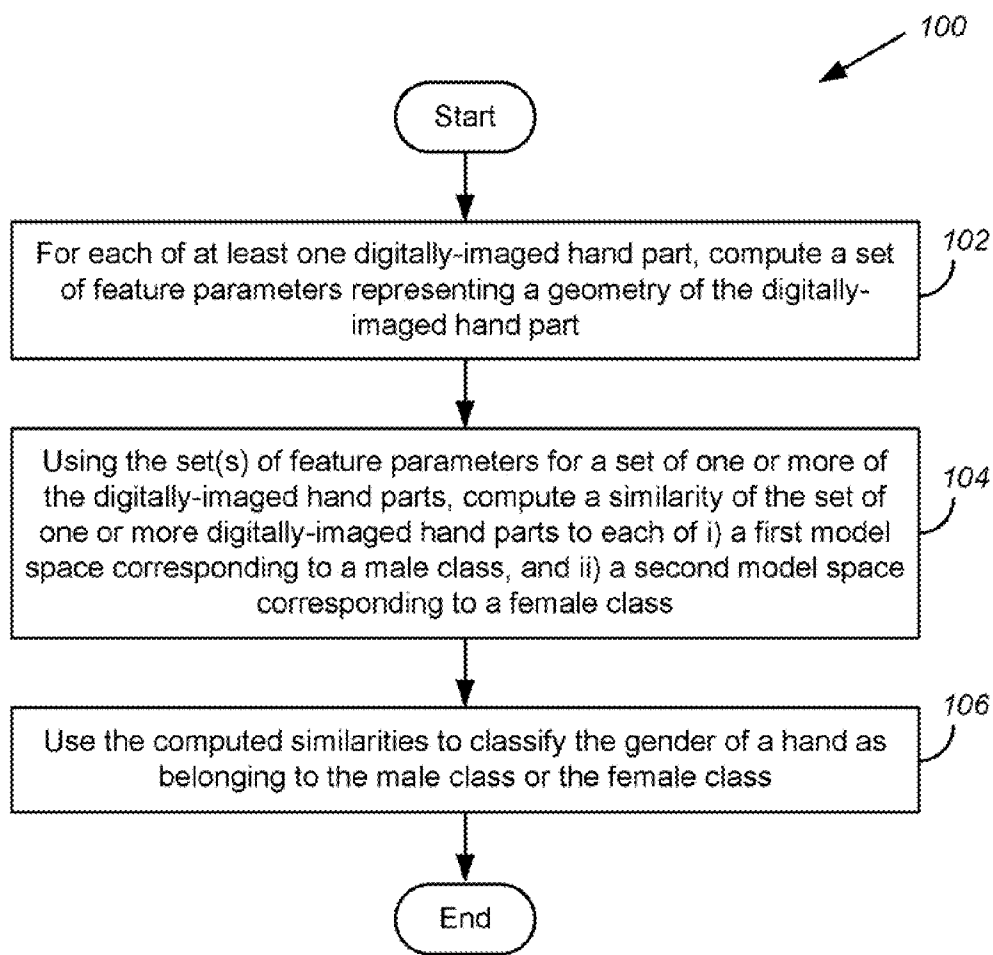 100
Start
For each of at least one digitally-imaged hand part, compute a set
of feature parameters representing a geometry of the digitally-
imaged hand part
102
Using the set(s) of feature parameters for a set of one or more of
the digitally-imaged hand parts, compute a similarity of the set of
one or more digitally-imaged hand parts to each of i) a first model
space corresponding to a male class, and ii) a second model space
corresponding to a female class
104
Use the computed similarities to classify the gender of a hand as
belonging to the male class or the female class
106
End